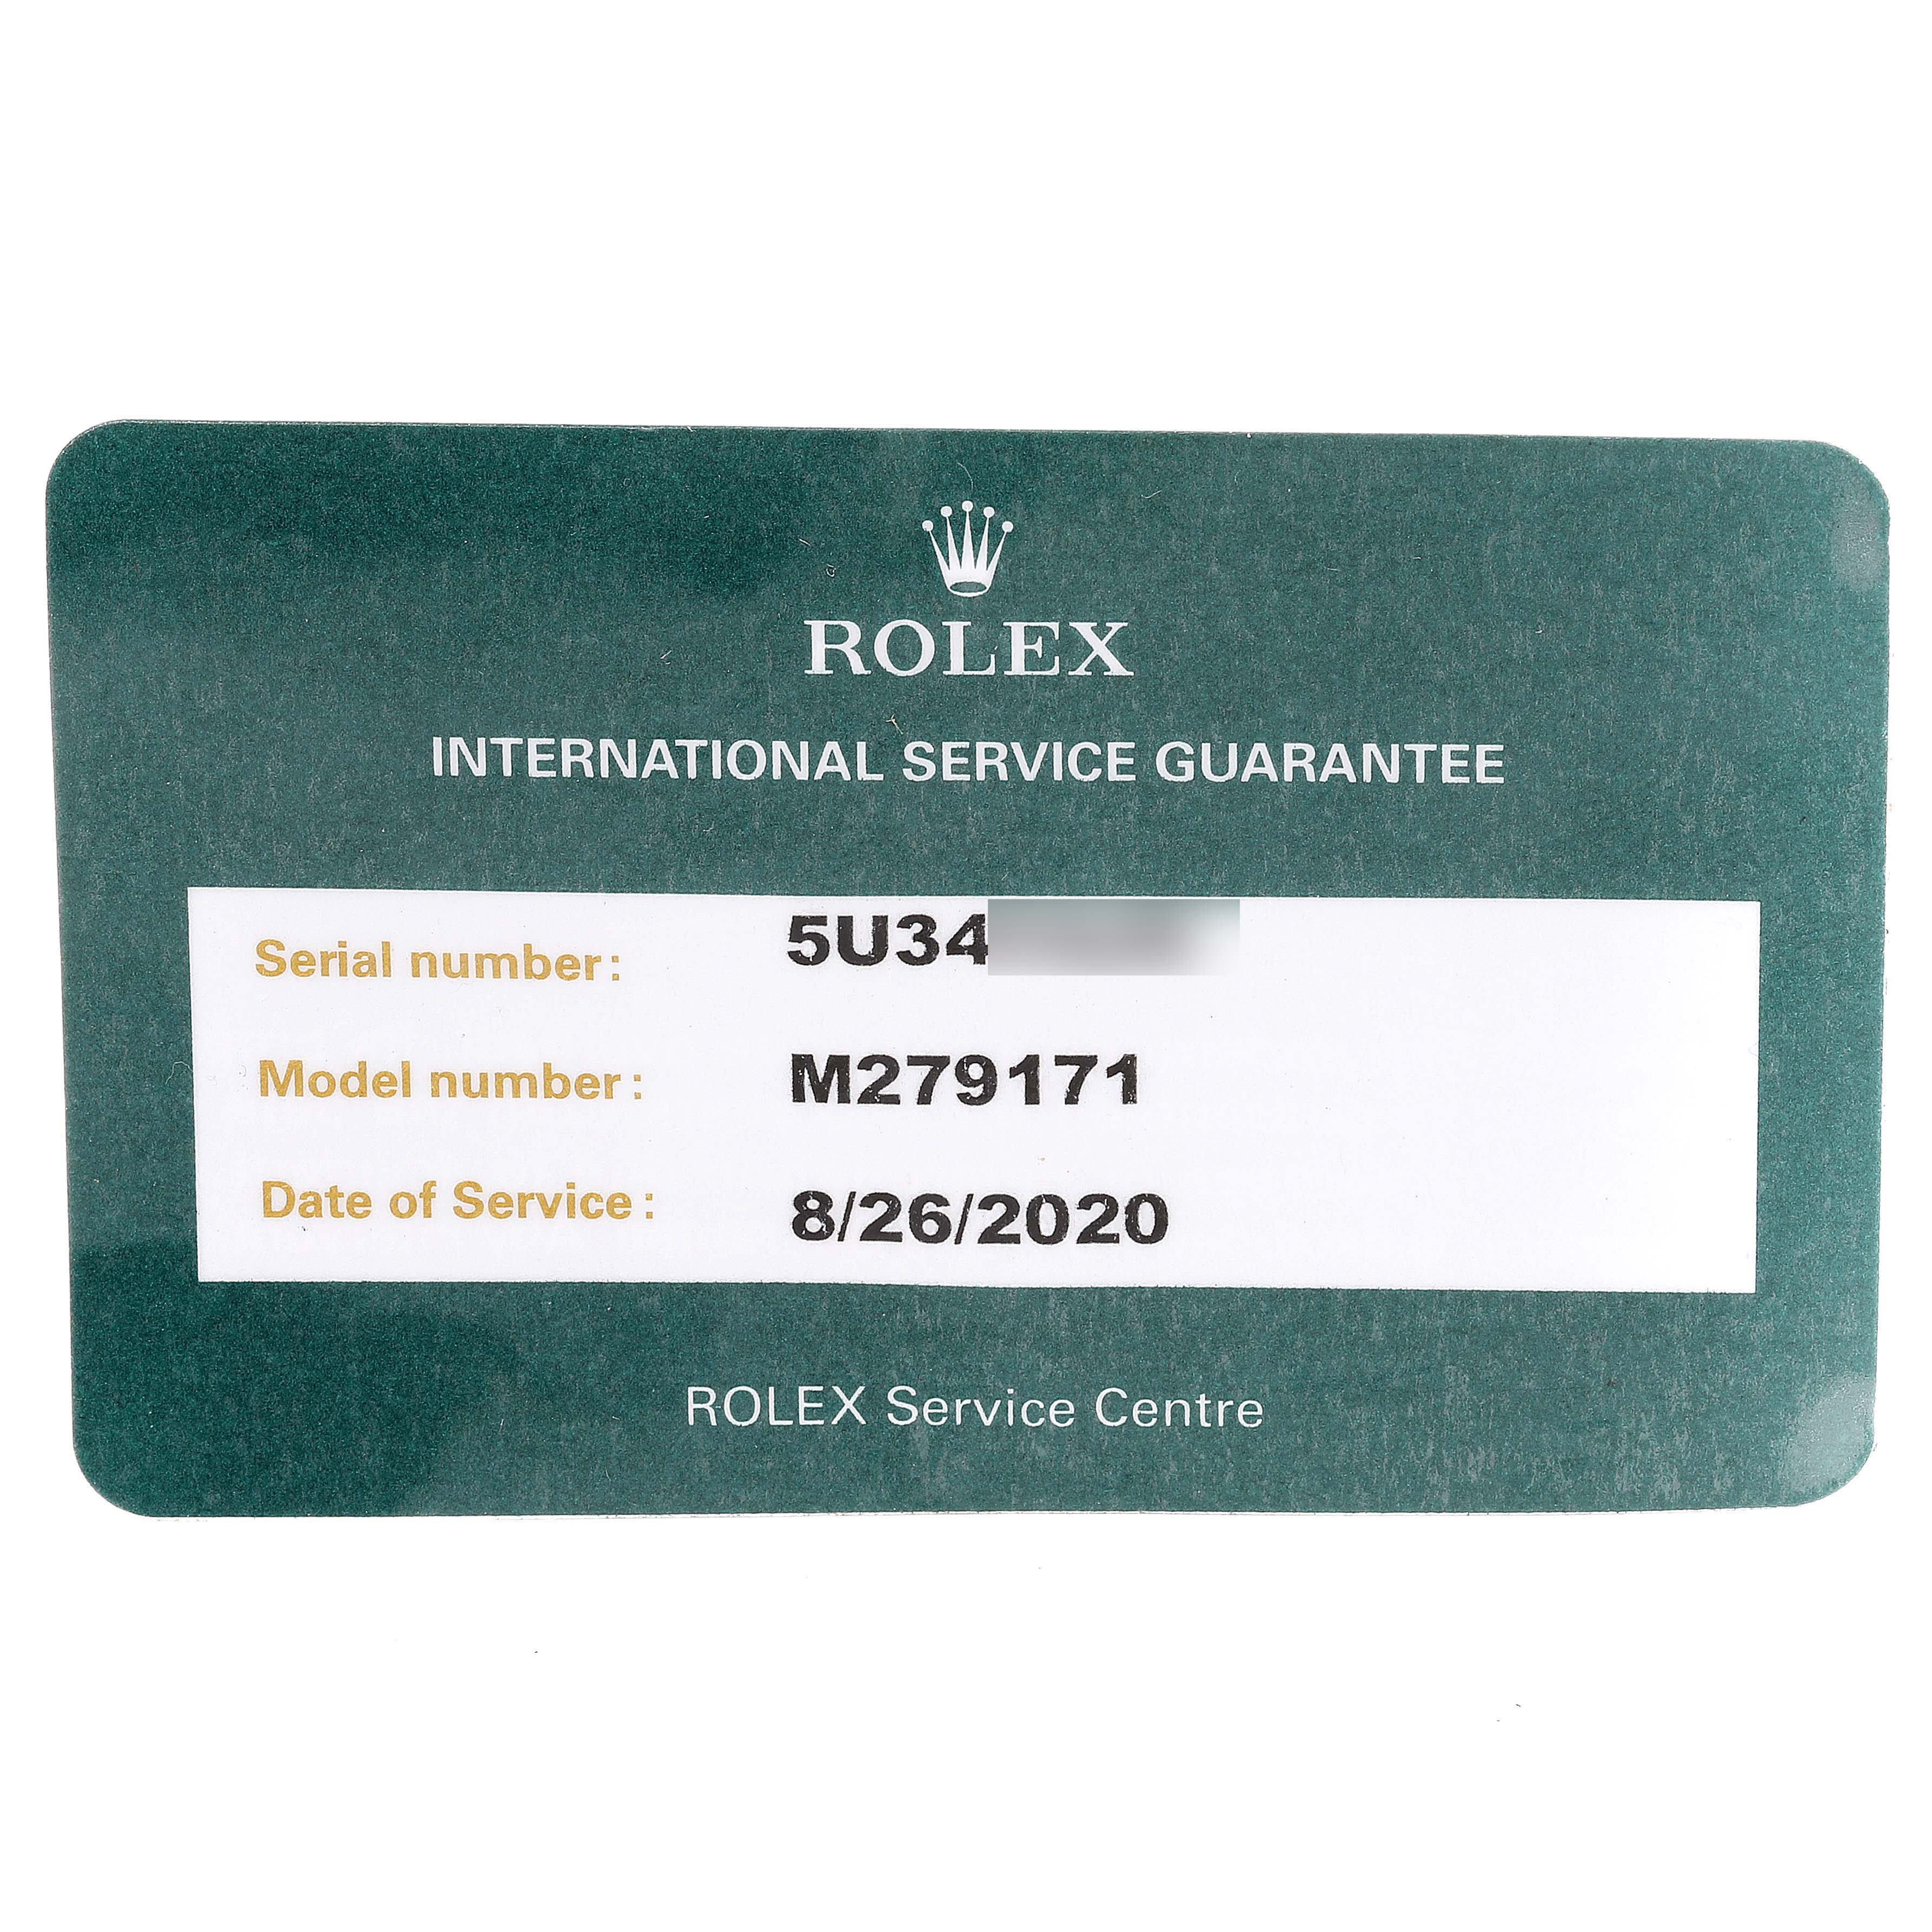 ROLEX
INTERNATIONAL SERVICE GUARANTEE
Serial number: 5U34
Model number: M279171
Date of Service: 8/26/2020
ROLEX Service Centre